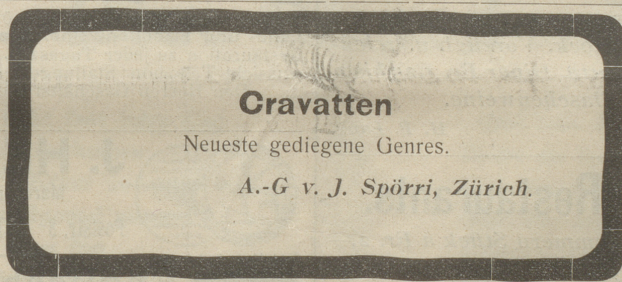 Cravatten
Neueste gediegene Genres.
A.-G v. J. Spörri, Zürich.